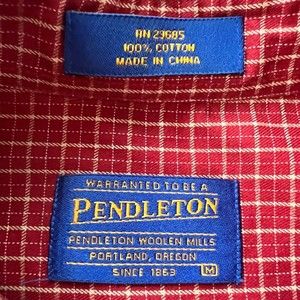 RN 29685
100% COTTON
MADE IN CHINA
WARRANTED TO BE A
PENDLETON
PENDLETON WOOLEN MILLS
PORTLAND, OREGON
SINCE 1863
M